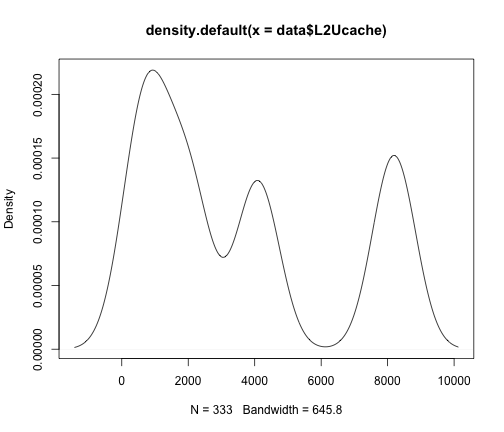 density.default(x = data$L2Ucache)
Density
0.00000 0.00005 0.00010 0.00015 0.00020
0 2000 4000 6000 8000 10000
N = 333 Bandwidth = 645.8